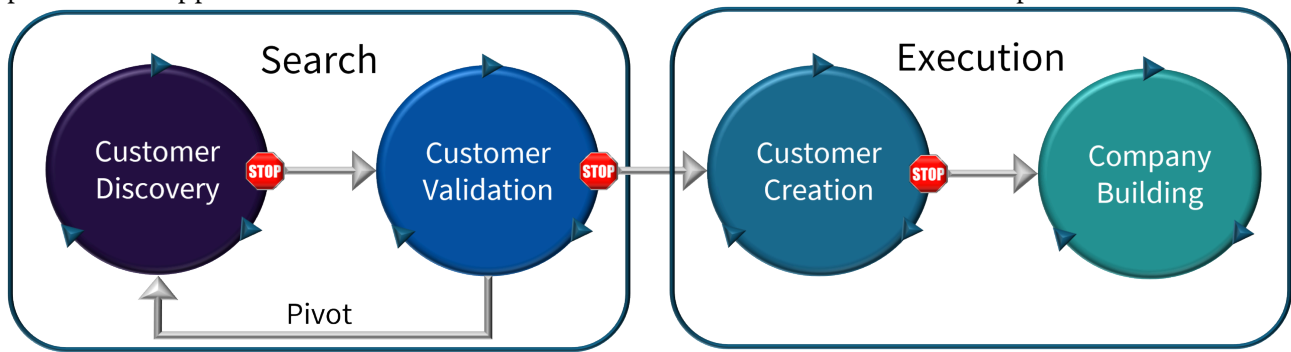 Search
Execution
Customer
Discovery
STOP
Customer
Validation
STOP
Customer
Creation
STOP
Company
Building
Pivot